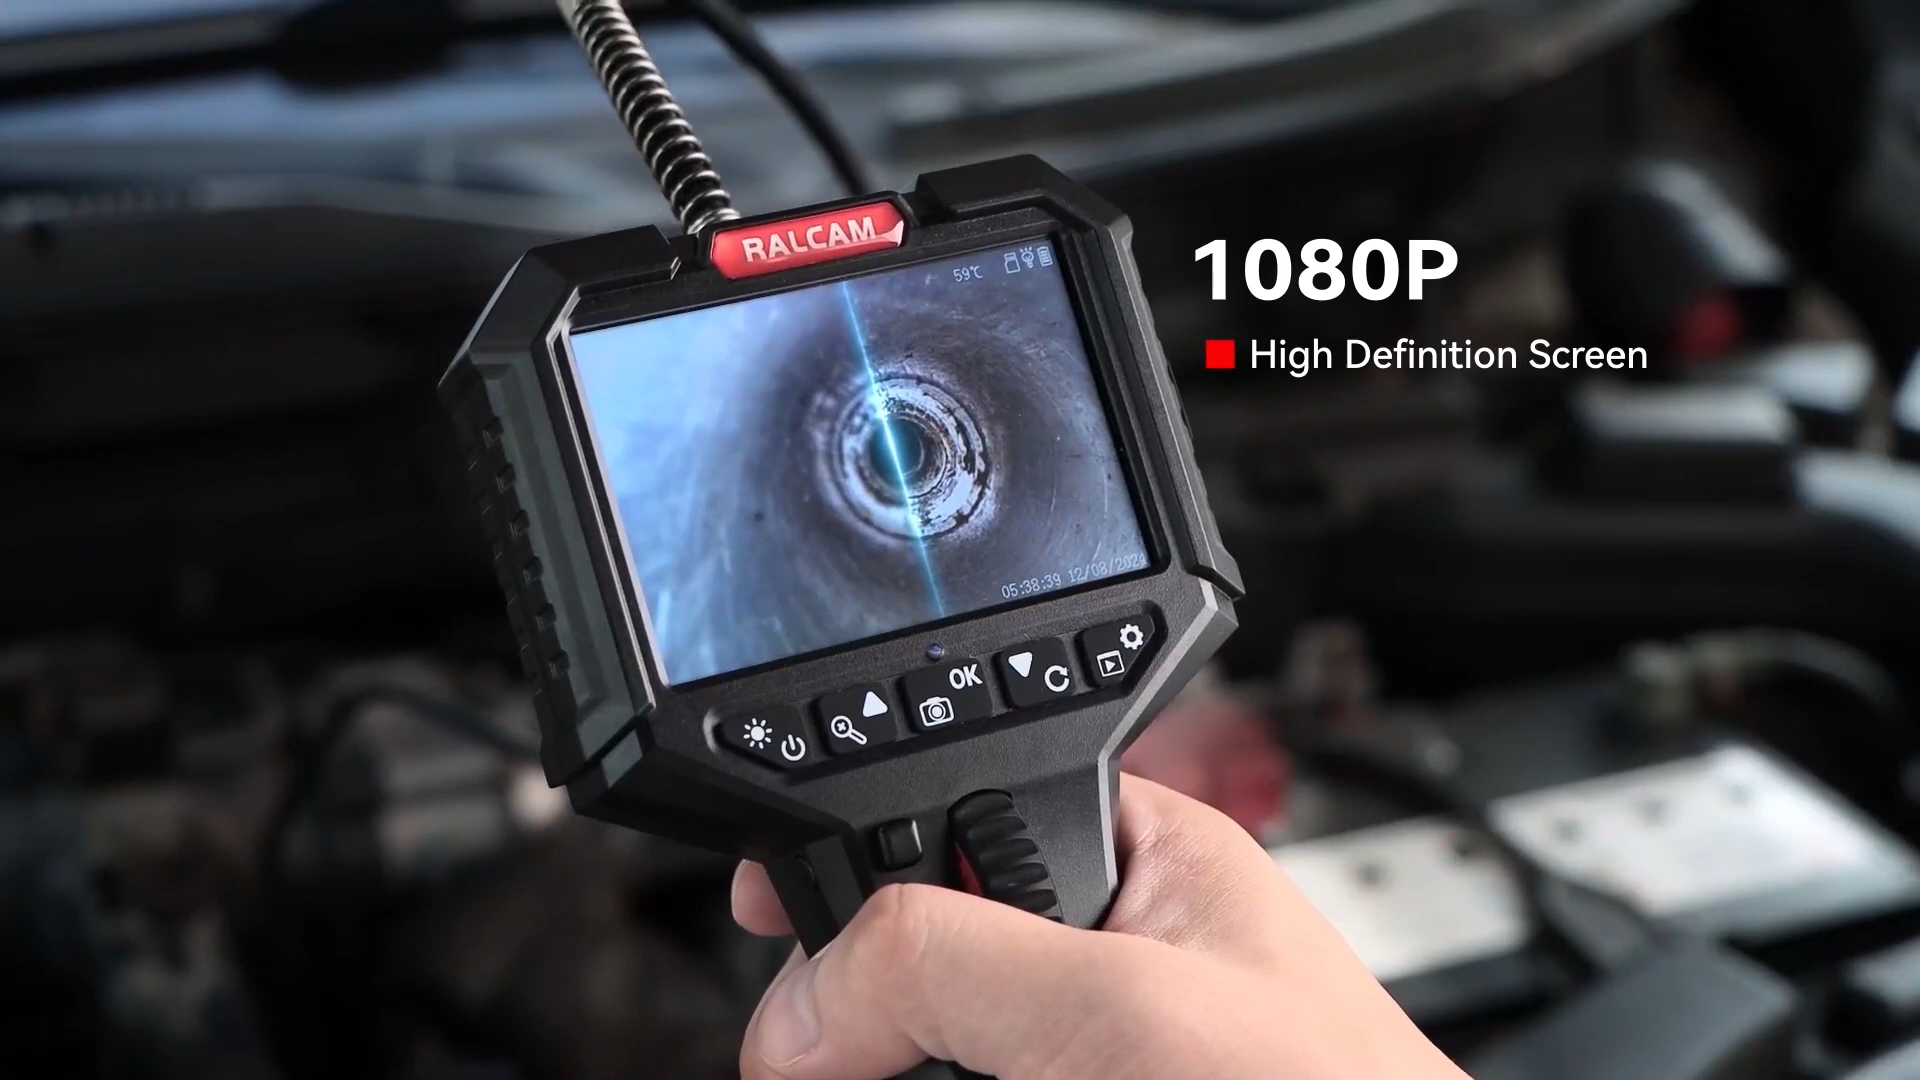 RALCAM
59℃
1080P
High Definition Screen
05:38:39 12/08/2024
OK